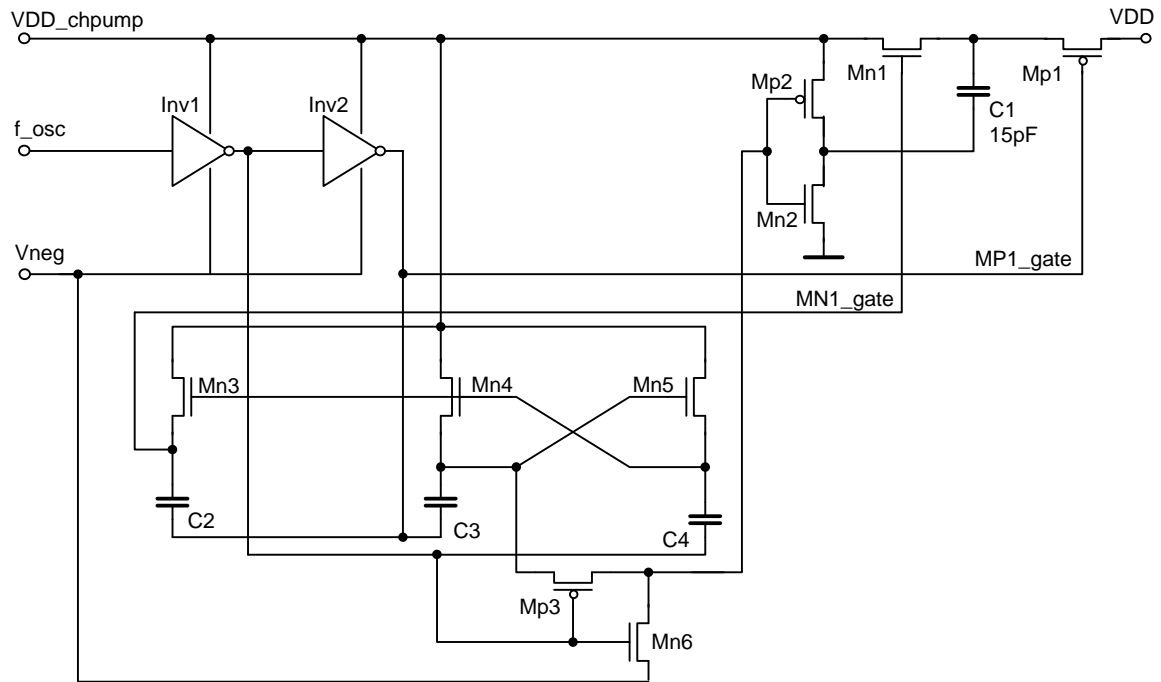 VDD_chpump
VDD
Mn1
Mp1
Mp2
Inv1
Inv2
C1
15pF
f_osc
Mn2
Vneg
MP1_gate
MN1_gate
Mn3
Mn4
Mn5
C2
C3
C4
Mp3
Mn6